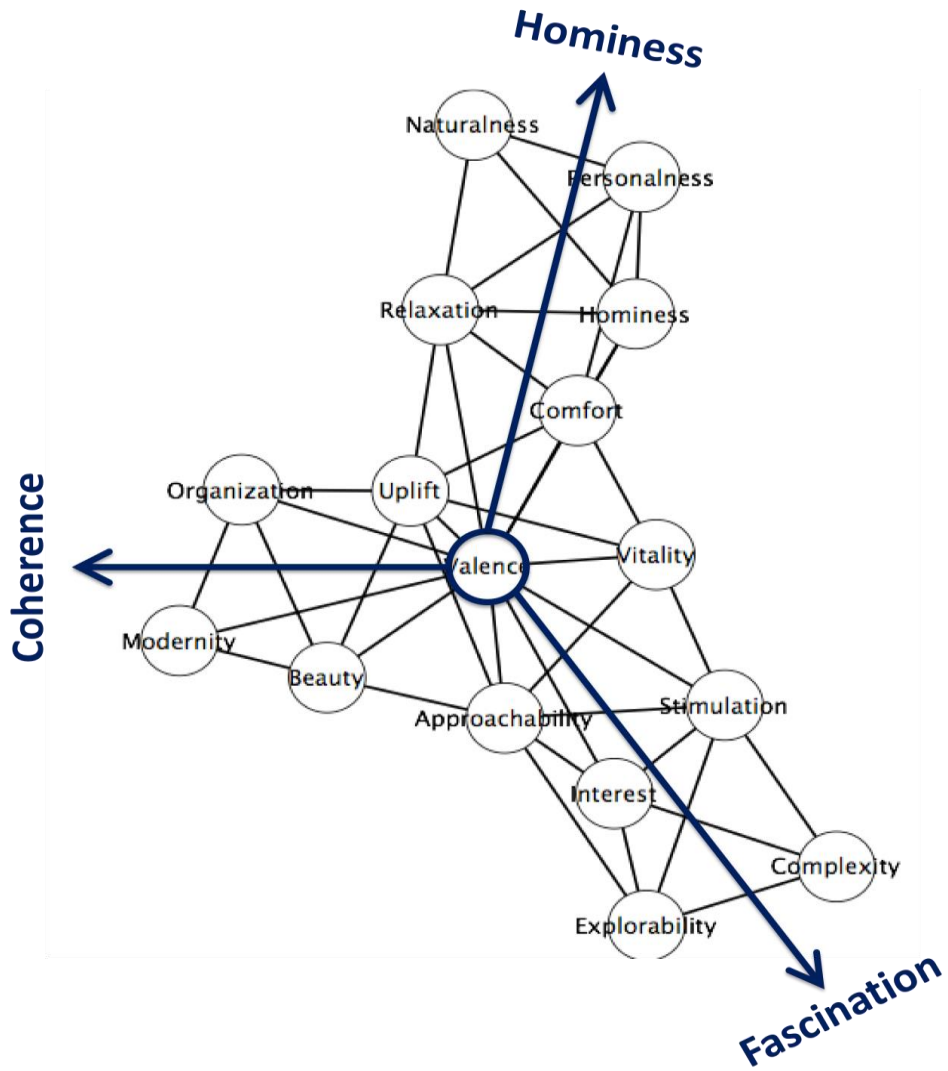 Hominess
Naturalness
Personalness
Relaxation
Hominess
Comfort
Organization
Uplift
Coherence
Valence
Vitality
Modernity
Beauty
Approachability
Stimulation
Interest
Complexity
Explorability
Fascination